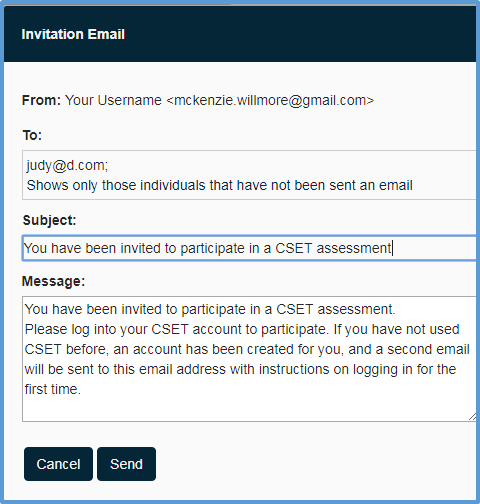 Invitation Email
From: Your Username <mckenzie.willmore@gmail.com>
To:
judy@d.com;
Shows only those individuals that have not been sent an email
Subject:
You have been invited to participate in a CSET assessment
Message:
You have been invited to participate in a CSET assessment.
Please log into your CSET account to participate. If you have not used
CSET before, an account has been created for you, and a second email
will be sent to this email address with instructions on logging in for the
first time.
Cancel Send